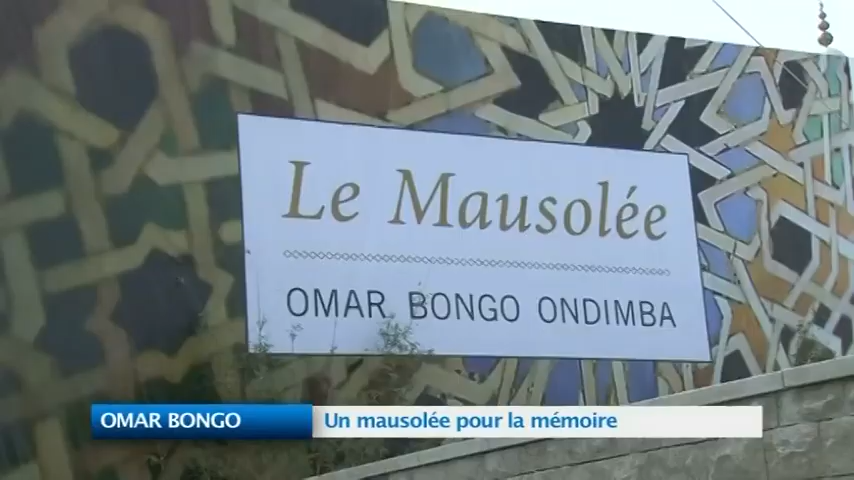 Le Mausolée
OMAR BONGO ONDIMBA
OMAR BONGO
Un mausolée pour la mémoire